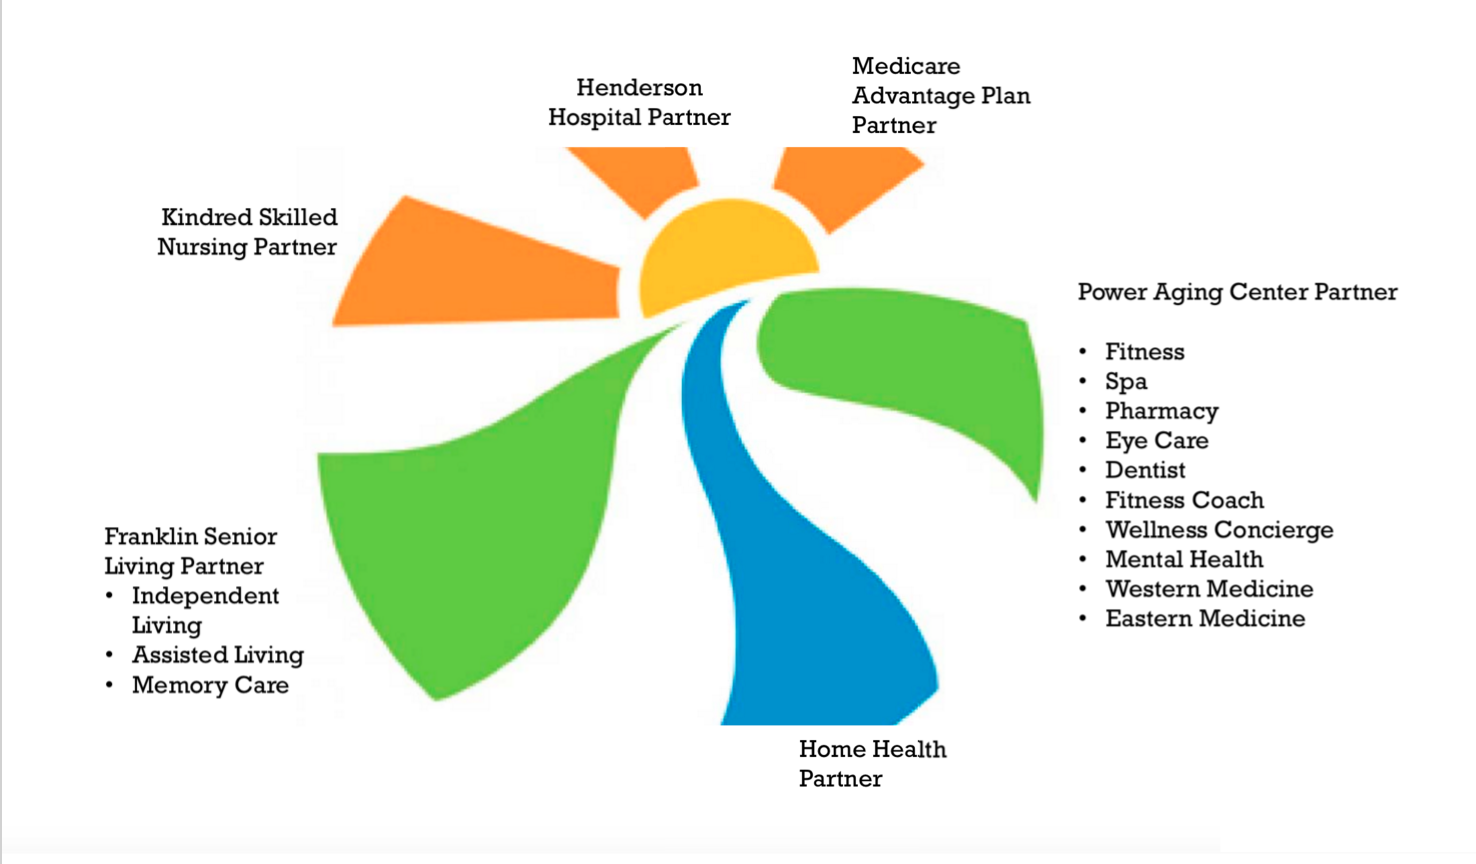 Medicare
Advantage Plan
Partner
Henderson
Hospital Partner
Kindred Skilled
Nursing Partner
Power Aging Center Partner
• Fitness
• Spa
• Pharmacy
• Eye Care
• Dentist
• Fitness Coach
• Wellness Concierge
• Mental Health
• Western Medicine
• Eastern Medicine
Franklin Senior
Living Partner
• Independent
Living
• Assisted Living
• Memory Care
Home Health
Partner